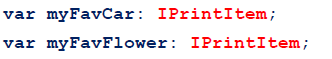 var myFavCar: IPrintItem;
var myFavFlower: IPrintItem;